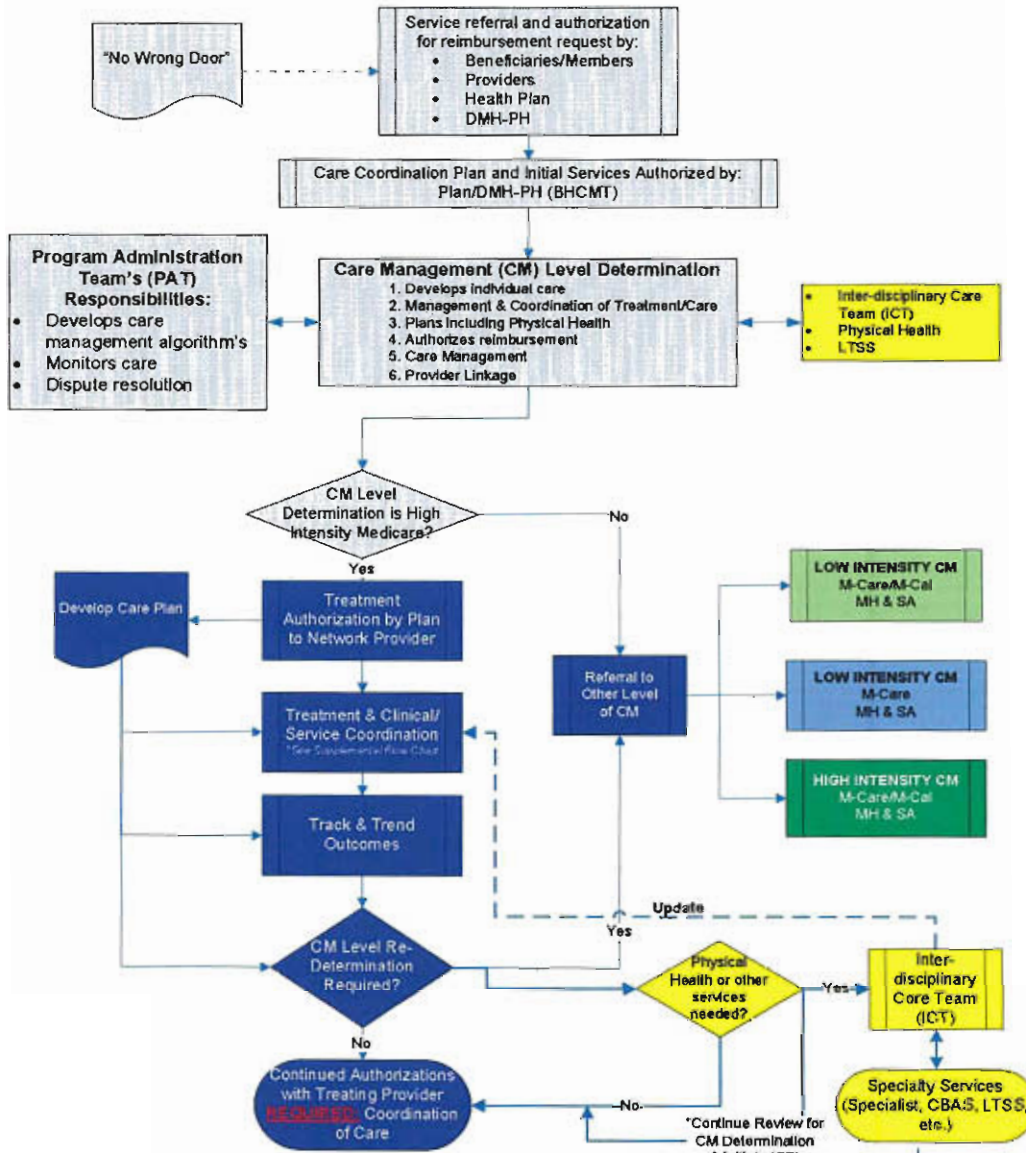 "No Wrong Door"
Service referral and authorization
for reimbursement request by:
• Beneficiaries/Members
• Providers
• Health Plan
• DMH-PH
Care Coordination Plan and Initial Services Authorized by:
Plan/DMH-PH (BHCMT)
Program Administration
Team's (PAT)
Responsibilities:
• Develops care
management algorithm's
• Monitors care
• Dispute resolution
Care Management (CM) Level Determination
1. Develops individual care
2. Management & Coordination of Treatment/Care
3. Plans Including Physical Health
4. Authorizes reimbursement
5. Care Management
6. Provider Linkage
• Inter-disciplinary Care
Team (ICT)
• Physical Health
• LTSS
CM Level
Determination is High
Intensity Medicare?
No
Yes
Develop Care Plan
Treatment
Authorization by Plan
to Network Provider
Treatment & Clinical/
Service Coordination
*See Supplemental Flow Chart
Track & Trend
Outcomes
Referral to
Other Level
of CM
LOW INTENSITY CM
M-Care/M-Cal
MH & SA
LOW INTENSITY CM
M-Care
MH & SA
HIGH INTENSITY CM
M-Care/M-Cal
MH & SA
Update
Yes
CM Level Re-
Determination
Required?
No
Physical
Health or other
services
needed?
Yes
Inter-
disciplinary
Core Team
(ICT)
Continued Authorizations
with Treating Provider
REQUIRED: Coordination
of Care
No
*Continue Review for
CM Determination
Specialty Services
(Specialist, CBAS, LTSS,
etc.)